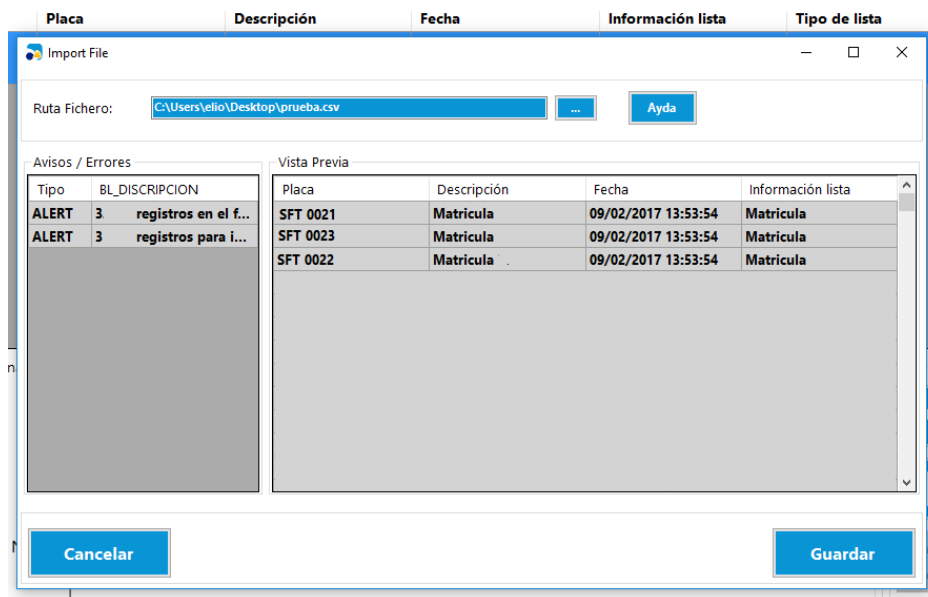 Placa Descripción Fecha Información lista Tipo de lista
Import File
Ruta Fichero: C:\Users\elio\Desktop\prueba.csv ... Ayda
Avisos / Errores
Tipo BL_DISCRIPCION
ALERT 3 registros en el f...
ALERT 3 registros para i...
Vista Previa
Placa Descripción Fecha Información lista
SFT 0021 Matricula 09/02/2017 13:53:54 Matricula
SFT 0023 Matricula 09/02/2017 13:53:54 Matricula
SFT 0022 Matricula 09/02/2017 13:53:54 Matricula
Cancelar Guardar